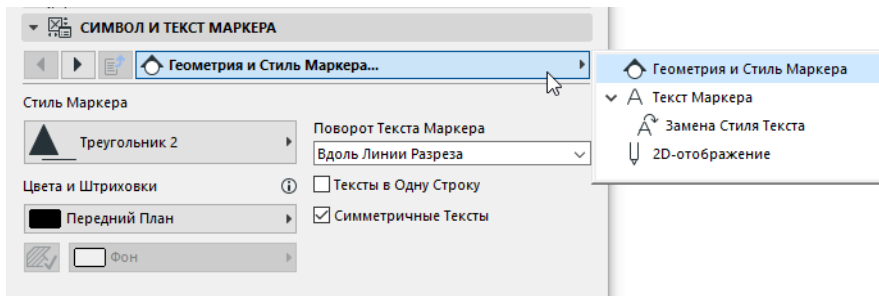 СИМВОЛ И ТЕКСТ МАРКЕРА
Геометрия и Стиль Маркера...
Геометрия и Стиль Маркера
Текст Маркера
Замена Стиля Текста
2D-отображение
Стиль Маркера
Треугольник 2
Поворот Текста Маркера
Вдоль Линии Разреза
Цвета и Штриховки
Тексты в Одну Строку
Передний План
Симметричные Тексты
Фон